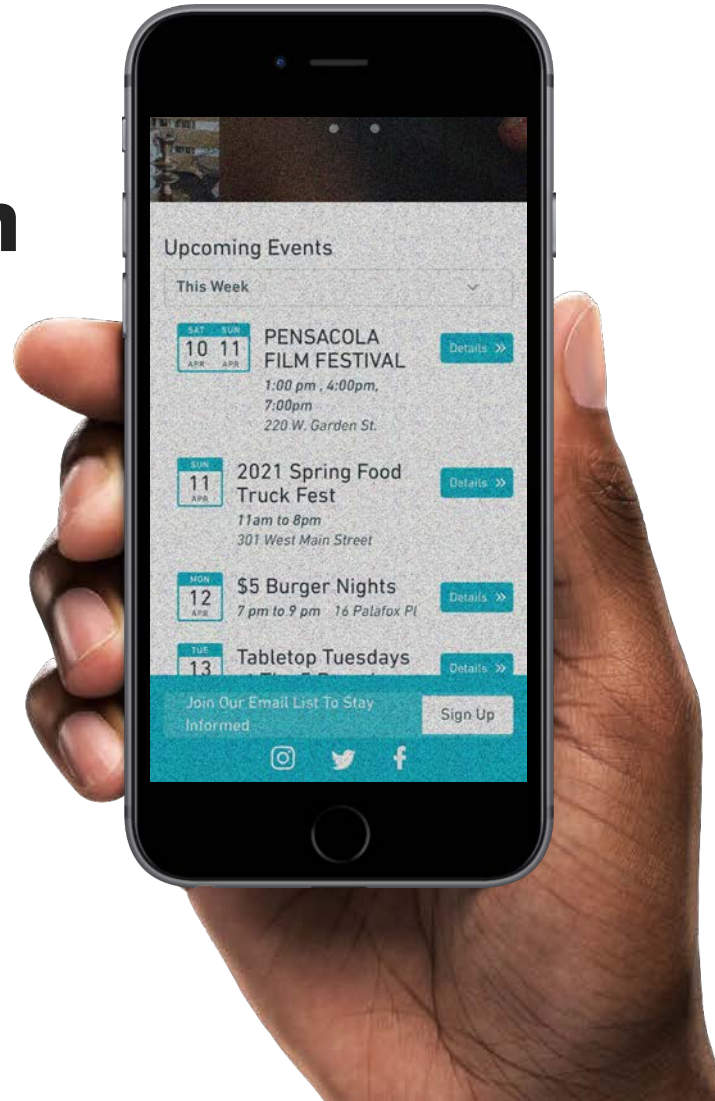 n
Upcoming Events
This Week
SAT SUN
10 11
APR APR
PENSACOLA
FILM FESTIVAL
1:00 pm , 4:00pm,
7:00pm
220 W. Garden St.
Details »
SUN
11
APR
2021 Spring Food
Truck Fest
11am to 8pm
301 West Main Street
Details »
MON
12
APR
$5 Burger Nights
7 pm to 9 pm 16 Palafox Pl
Details »
TUE
13
Tabletop Tuesdays
Details »
Join Our Email List To Stay
Informed
Sign Up